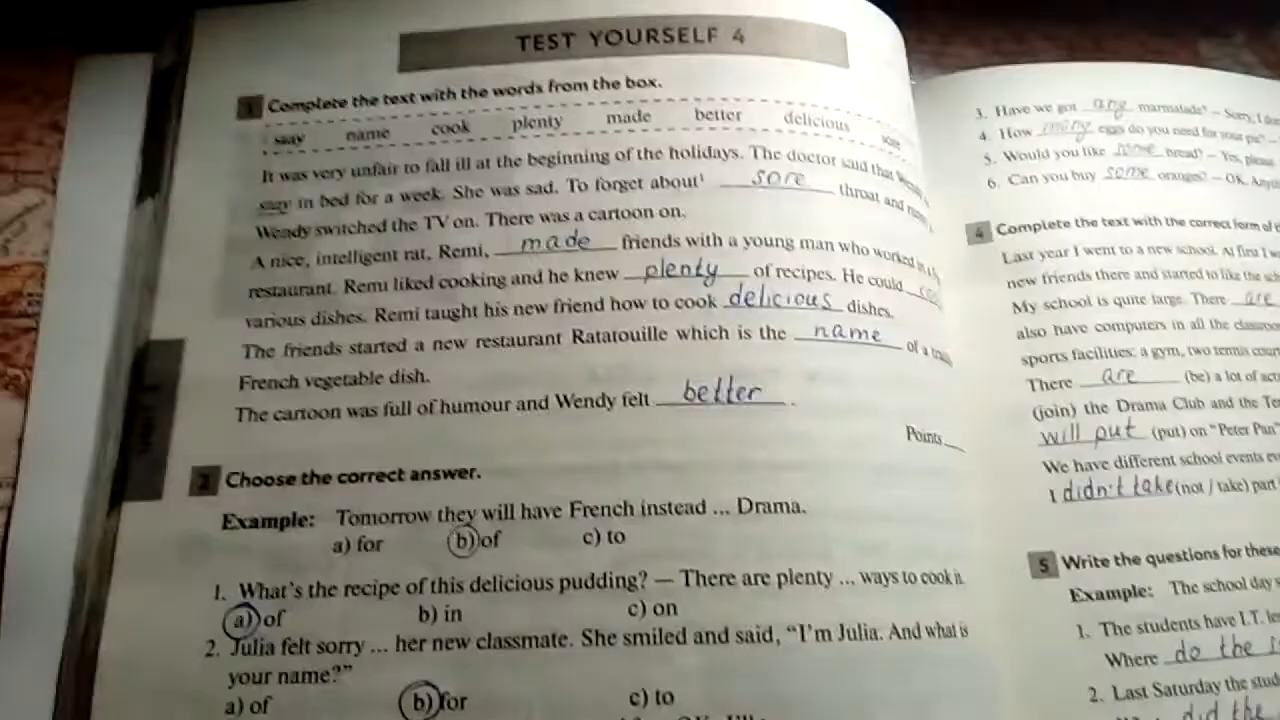 TEST YOURSELF 4
1 Complete the text with the words from the box.
stay name cook plenty made better delicious sore
It was very unfair to fall ill at the beginning of the holidays. The doctor said that Wendy
stay in bed for a week. She was sad. To forget about¹ sore throat and
Wendy switched the TV on. There was a cartoon on.
A nice, intelligent rat, Remi, made friends with a young man who worked in a
restaurant. Remi liked cooking and he knew plenty of recipes. He could
various dishes. Remi taught his new friend how to cook delicious dishes.
The friends started a new restaurant Ratatouille which is the name of a
French vegetable dish.
The cartoon was full of humour and Wendy felt better.
Points
2 Choose the correct answer.
Example: Tomorrow they will have French instead ... Drama.
a) for b) of c) to
1. What's the recipe of this delicious pudding? — There are plenty ... ways to cook it.
a) of b) in c) on
2. Julia felt sorry ... her new classmate. She smiled and said, "I'm Julia. And what is
your name?"
a) of b) for c) to
3. Have we got any marmalade? – Sorry, I
4. How many eggs do you need for your pie? –
5. Would you like some bread? – Yes, please
6. Can you buy some oranges? – OK.
4 Complete the text with the correct form of
Last year I went to a new school. At first I
new friends there and started to like the
My school is quite large. There are
also have computers in all the
sports facilities: a gym, two tennis
There are (be) a lot of
(join) the Drama Club and the
will put (put) on "Peter Pan"
We have different school events
I didn't take (not / take) part
5 Write the questions for these
Example: The school day
1. The students have I.T.
Where do the
2. Last Saturday the
did the